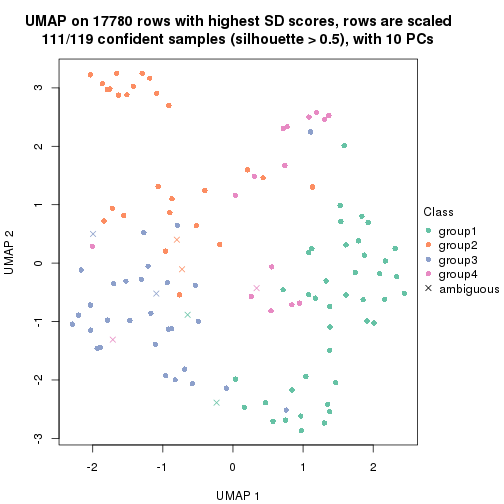 UMAP on 17780 rows with highest SD scores, rows are scaled
111/119 confident samples (silhouette > 0.5), with 10 PCs
3
2
1
0
-1
-2
-3
UMAP 2
-2
-1
0
1
2
UMAP 1
Class
group1
group2
group3
group4
ambiguous